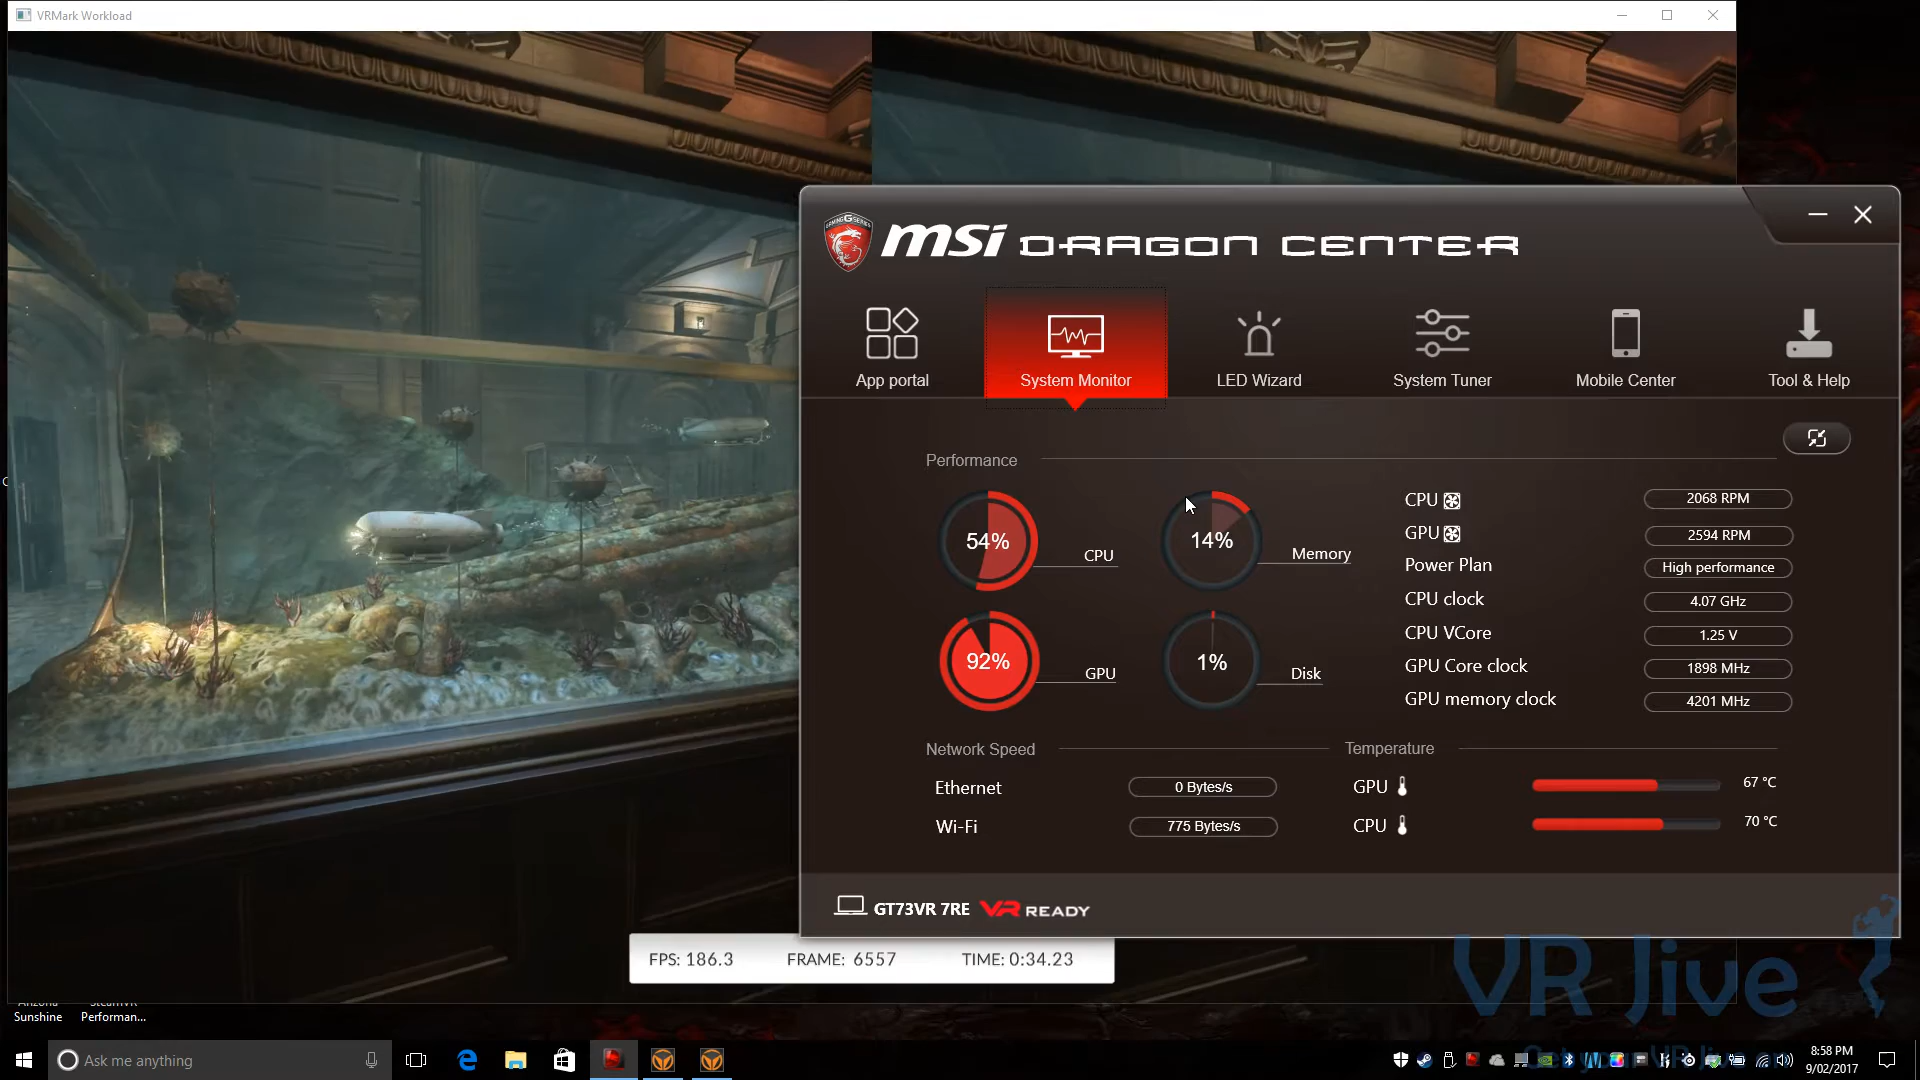 VRMark Workload
msi DRAGON CENTER
App portal
System Monitor
LED Wizard
System Tuner
Mobile Center
Tool & Help
Performance
54%
CPU
14%
Memory
92%
GPU
1%
Disk
CPU 2068 RPM
GPU 2594 RPM
Power Plan High performance
CPU clock 4.07 GHz
CPU VCore 1.25 V
GPU Core clock 1898 MHz
GPU memory clock 4201 MHz
Network Speed
Ethernet 0 Bytes/s
Wi-Fi 775 Bytes/s
Temperature
GPU 67 °C
CPU 70 °C
GT73VR 7RE VR READY
FPS: 186.3 FRAME: 6557 TIME: 0:34.23
VR Jive
Arizona
Sunshine
SteamVR
Performan...
Ask me anything
8:58 PM
9/02/2017